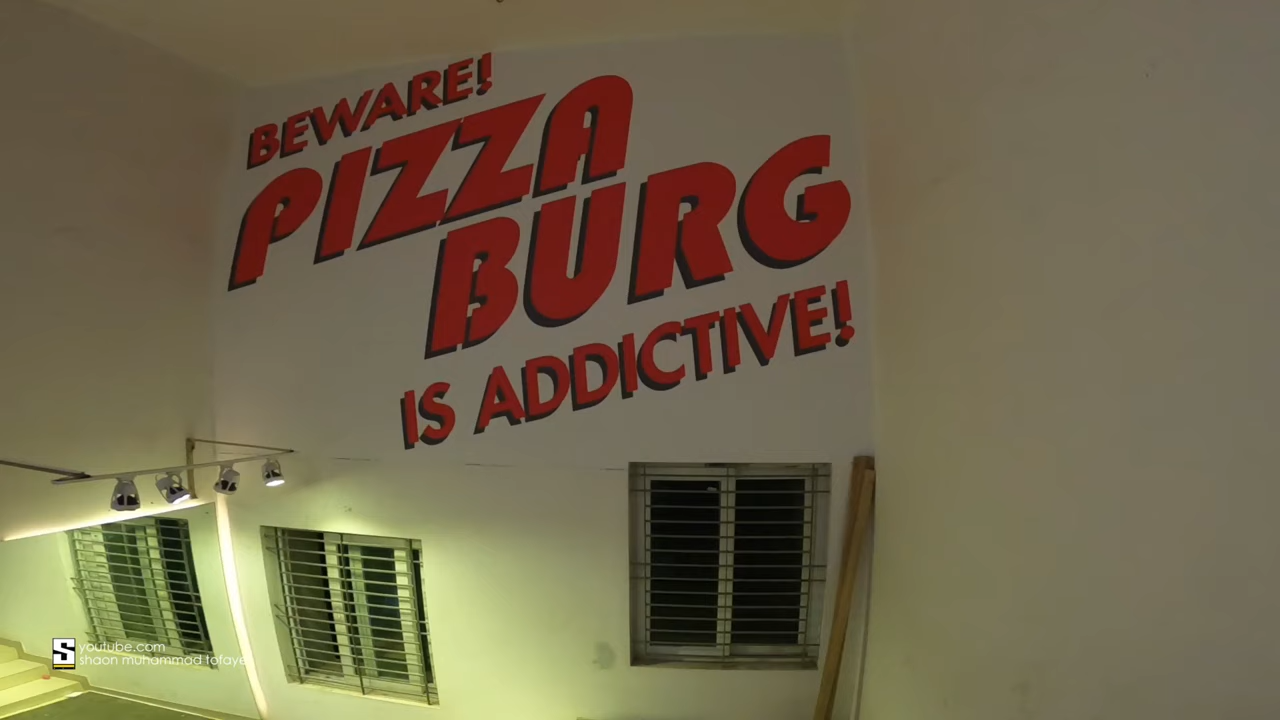 BEWARE!
PIZZA
BURG
IS ADDICTIVE!
S
youtube.com
shaon muhammad tofaye